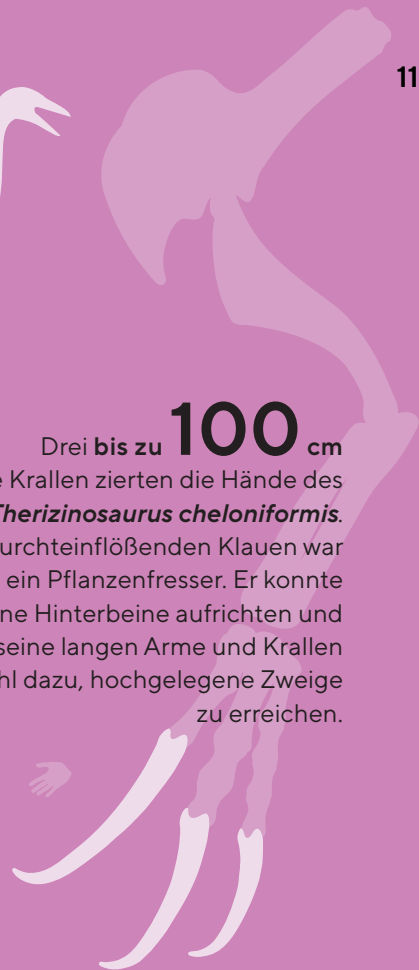 11
Drei bis zu 100 cm
Krallen zierten die Hände des
Therizinosaurus cheloniformis.
Klauen war
ein Pflanzenfresser. Er konnte
Hinterbeine aufrichten und
seine langen Arme und Krallen
dazu, hochgelegene Zweige
zu erreichen.